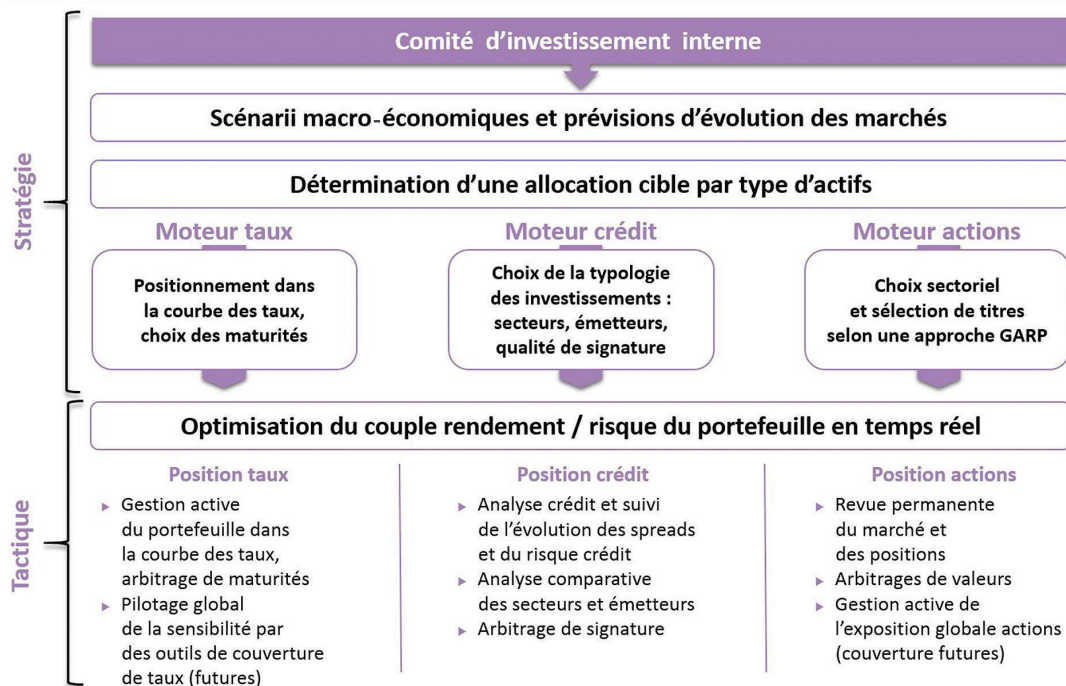 Comité d’investissement interne
Scénarii macro-économiques et prévisions d’évolution des marchés
Détermination d’une allocation cible par type d’actifs
Stratégie
Moteur taux
Positionnement dans
la courbe des taux,
choix des maturités
Moteur crédit
Choix de la typologie
des investissements :
secteurs, émetteurs,
qualité de signature
Moteur actions
Choix sectoriel
et sélection de titres
selon une approche GARP
Tactique
Optimisation du couple rendement / risque du portefeuille en temps réel
Position taux
Gestion active
du portefeuille dans
la courbe des taux,
arbitrage de maturités
Pilotage global
de la sensibilité par
des outils de couverture
de taux (futures)
Position crédit
Analyse crédit et suivi
de l’évolution des spreads
et du risque crédit
Analyse comparative
des secteurs et émetteurs
Arbitrage de signature
Position actions
Revue permanente
du marché et
des positions
Arbitrages de valeurs
Gestion active de
l’exposition globale actions
(couverture futures)